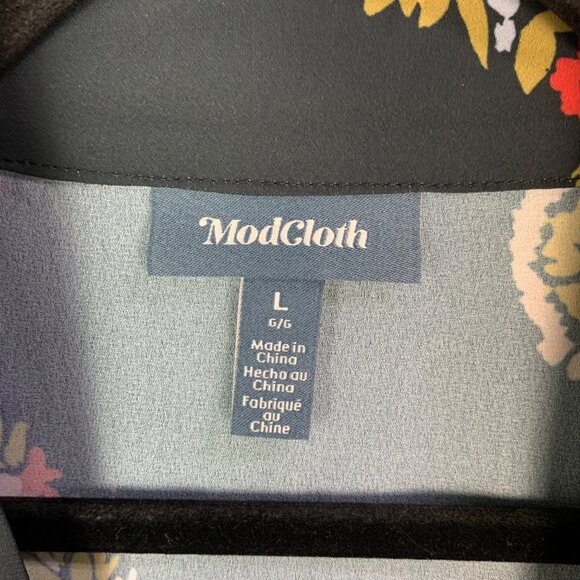 ModCloth
L
G/G
Made in
China
Hecho au
China
Fabriqué
au
Chine